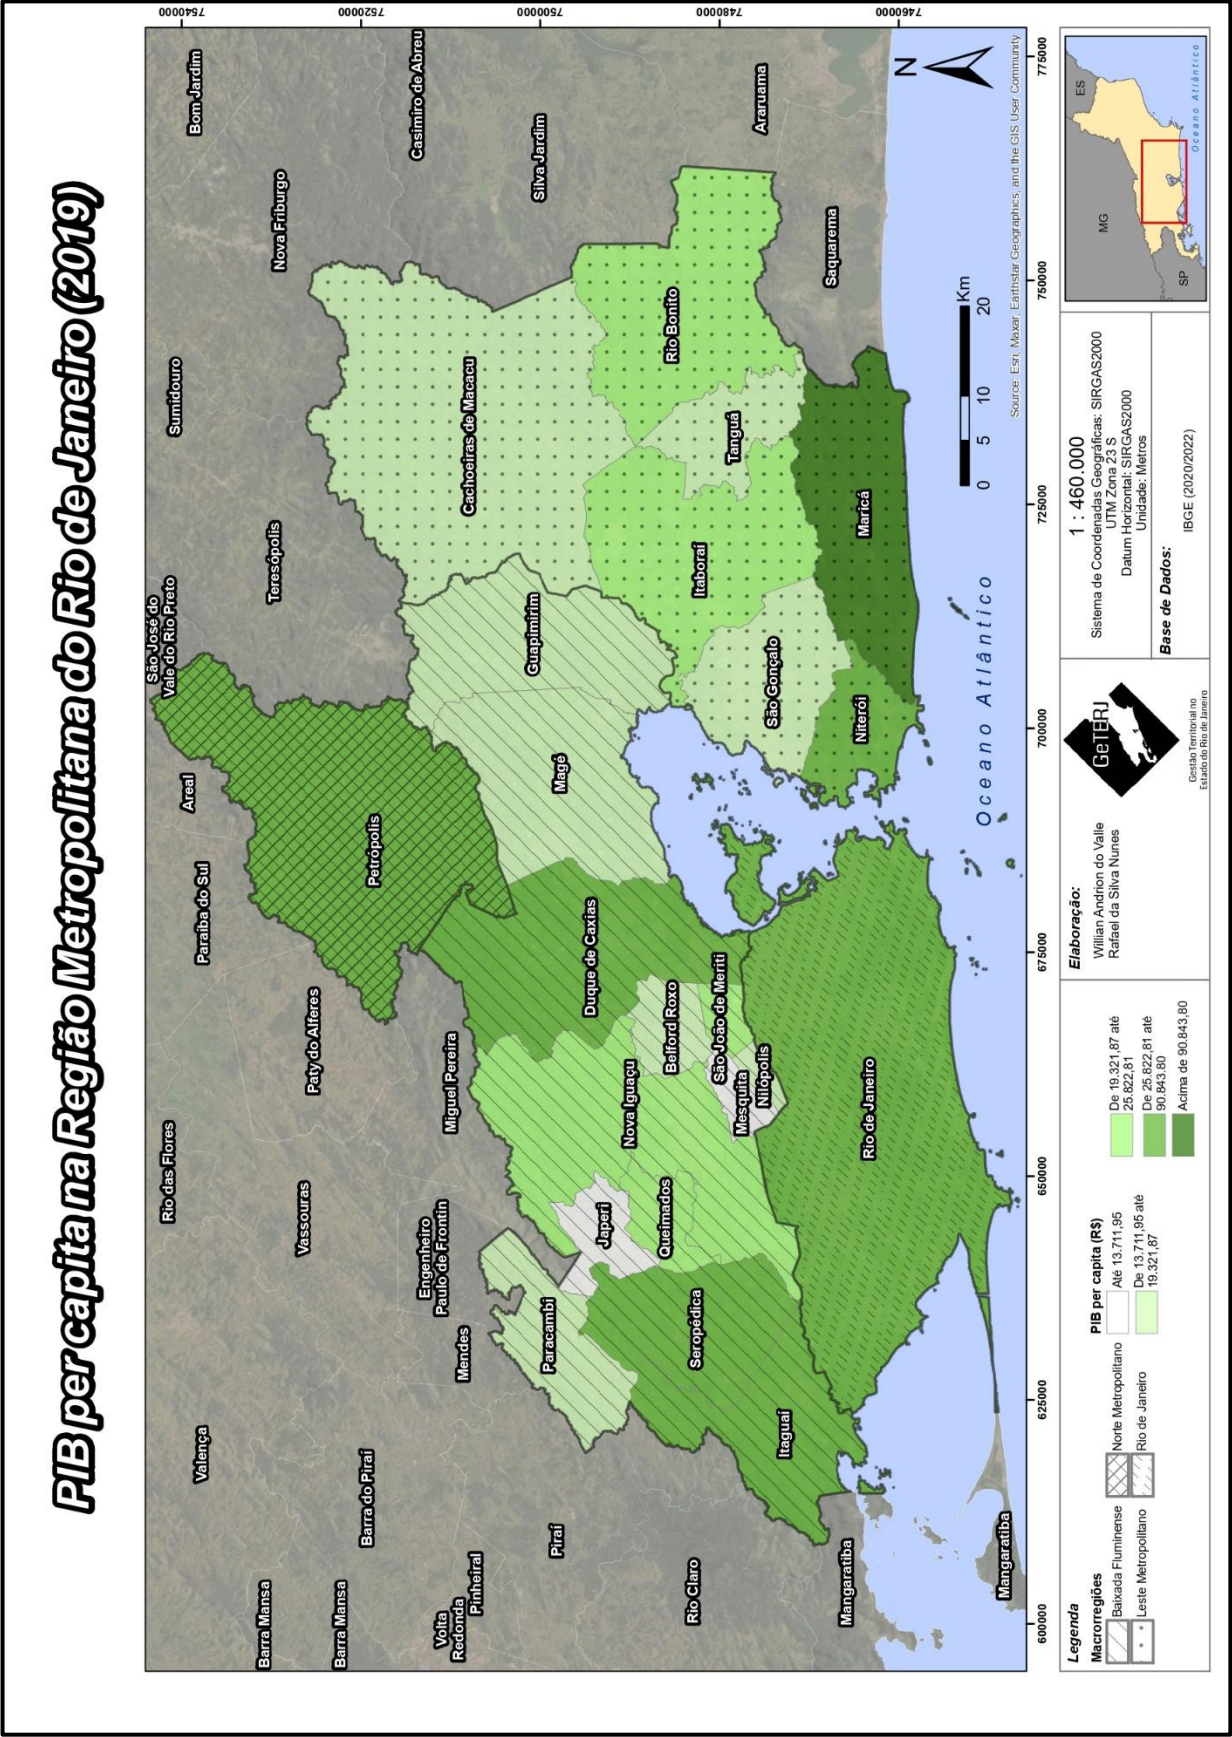 PIB per capita na Região Metropolitana do Rio de Janeiro (2019)
7540000
7520000
7500000
7480000
7460000
600000
625000
650000
675000
700000
725000
750000
775000
Barra Mansa
Barra Mansa
Volta
Redonda
Pinheiral
Barra do Piraí
Valença
Piraí
Rio Claro
Mangaratiba
Mangaratiba
Mendes
Engenheiro
Paulo de Frontin
Vassouras
Rio das Flores
Miguel Pereira
Paty do Alferes
Paraíba do Sul
Areal
São José do
Vale do Rio Preto
Teresópolis
Sumidouro
Nova Friburgo
Bom Jardim
Casimiro de Abreu
Silva Jardim
Araruama
Saquarema
Petrópolis
Paracambi
Japeri
Seropédica
Itaguaí
Queimados
Nova Iguaçu
Mesquita
Nilópolis
São João de Meriti
Belford Roxo
Duque de Caxias
Magé
Guapimirim
Cachoeiras de Macacu
Rio Bonito
Tanguá
Itaboraí
São Gonçalo
Niterói
Maricá
Rio de Janeiro
Oceano Atlântico
N
0 5 10 20
Km
Source: Esri, Maxar, Earthstar Geographics, and the GIS User Community
Legenda
Macrorregiões
Baixada Fluminense
Leste Metropolitano
Norte Metropolitano
Rio de Janeiro
PIB per capita (R$)
Até 13.711,95
De 13.711,95 até
19.321,87
De 19.321,87 até
25.822,81
De 25.822,81 até
90.843.80
Acima de 90.843,80
Elaboração:
Willian Andrion do Valle
Rafael da Silva Nunes
GeTERJ
Gestão Territorial no
Estado do Rio de Janeiro
1 : 460.000
Sistema de Coordenadas Geográficas: SIRGAS2000
UTM Zona 23 S
Datum Horizontal: SIRGAS2000
Unidade: Metros
Base de Dados:
IBGE (2020/2022)
MG
ES
SP
Oceano Atlântico